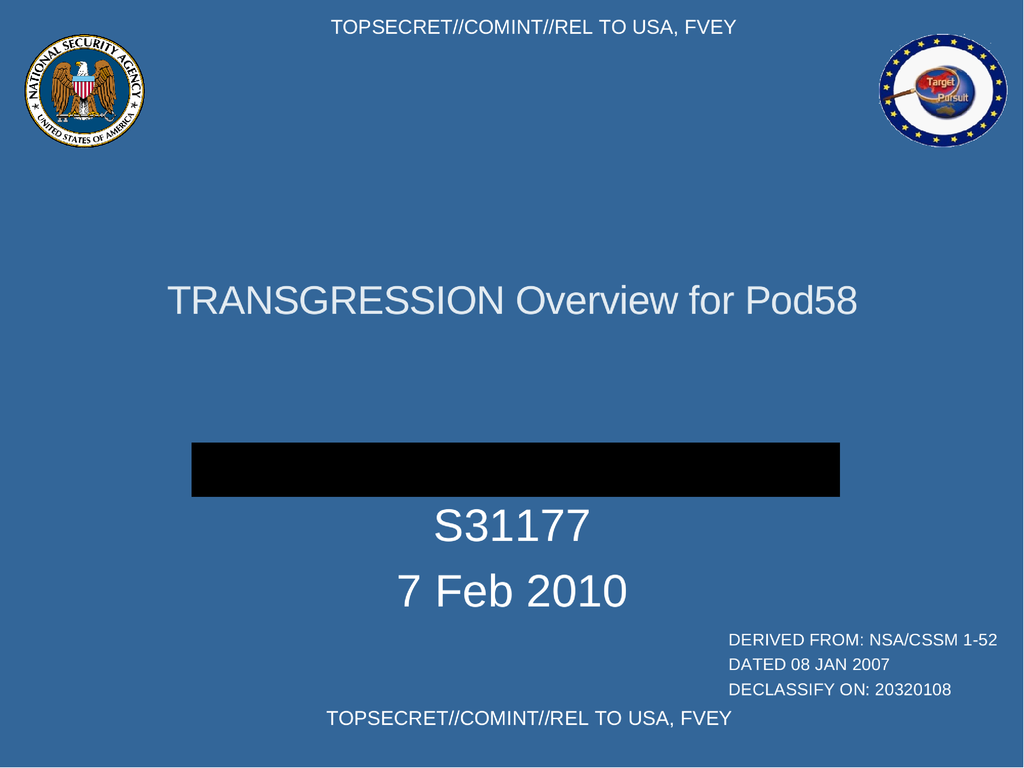 TOPSECRET//COMINT//REL TO USA, FVEY
NATIONAL SECURITY AGENCY
UNITED STATES OF AMERICA
Target
Pursuit
TRANSGRESSION Overview for Pod58
S31177
7 Feb 2010
DERIVED FROM: NSA/CSSM 1-52
DATED 08 JAN 2007
DECLASSIFY ON: 20320108
TOPSECRET//COMINT//REL TO USA, FVEY